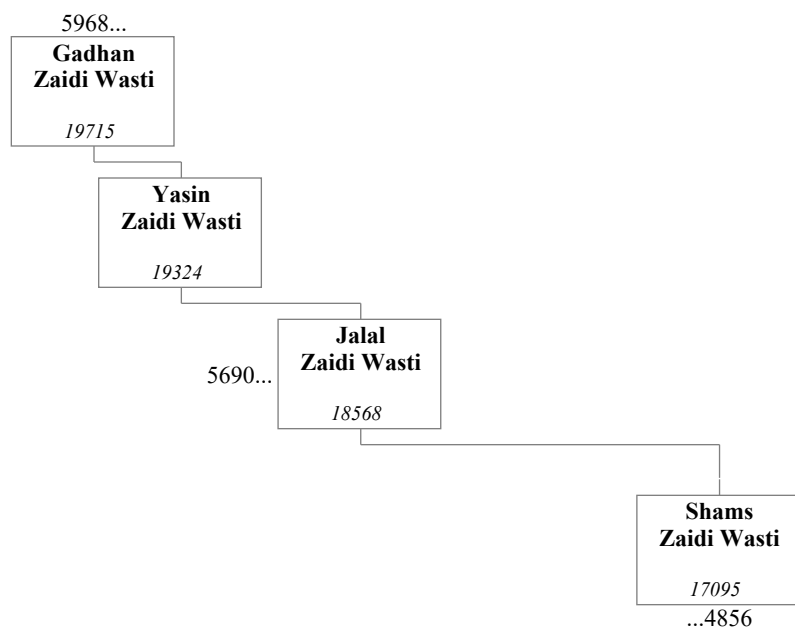 5968...
Gadhan
Zaidi Wasti
19715
Yasin
Zaidi Wasti
19324
Jalal
Zaidi Wasti
5690...
18568
Shams
Zaidi Wasti
17095
...4856